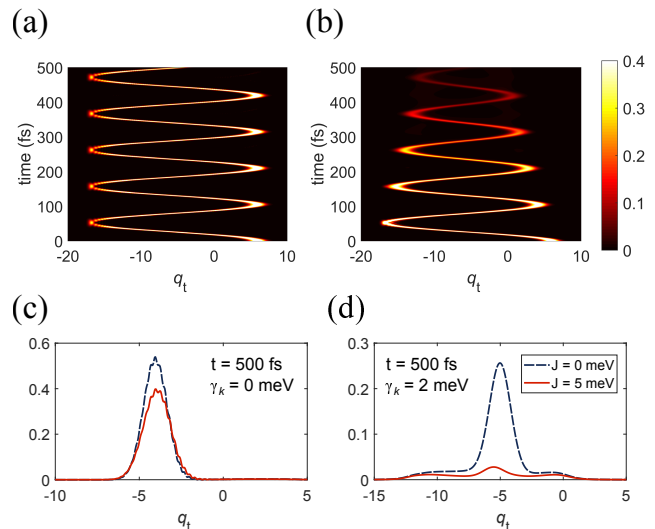 (a)
(b)
500
400
300
200
100
0
time (fs)
-20
-10
0
10
q_t
500
400
300
200
100
0
time (fs)
-20
-10
0
10
q_t
0.4
0.3
0.2
0.1
0
(c)
(d)
0.6
0.4
0.2
0
t = 500 fs
γ_k = 0 meV
-10
-5
0
5
q_t
0.3
0.2
0.1
0
t = 500 fs
γ_k = 2 meV
J = 0 meV
J = 5 meV
-15
-10
-5
0
5
q_t